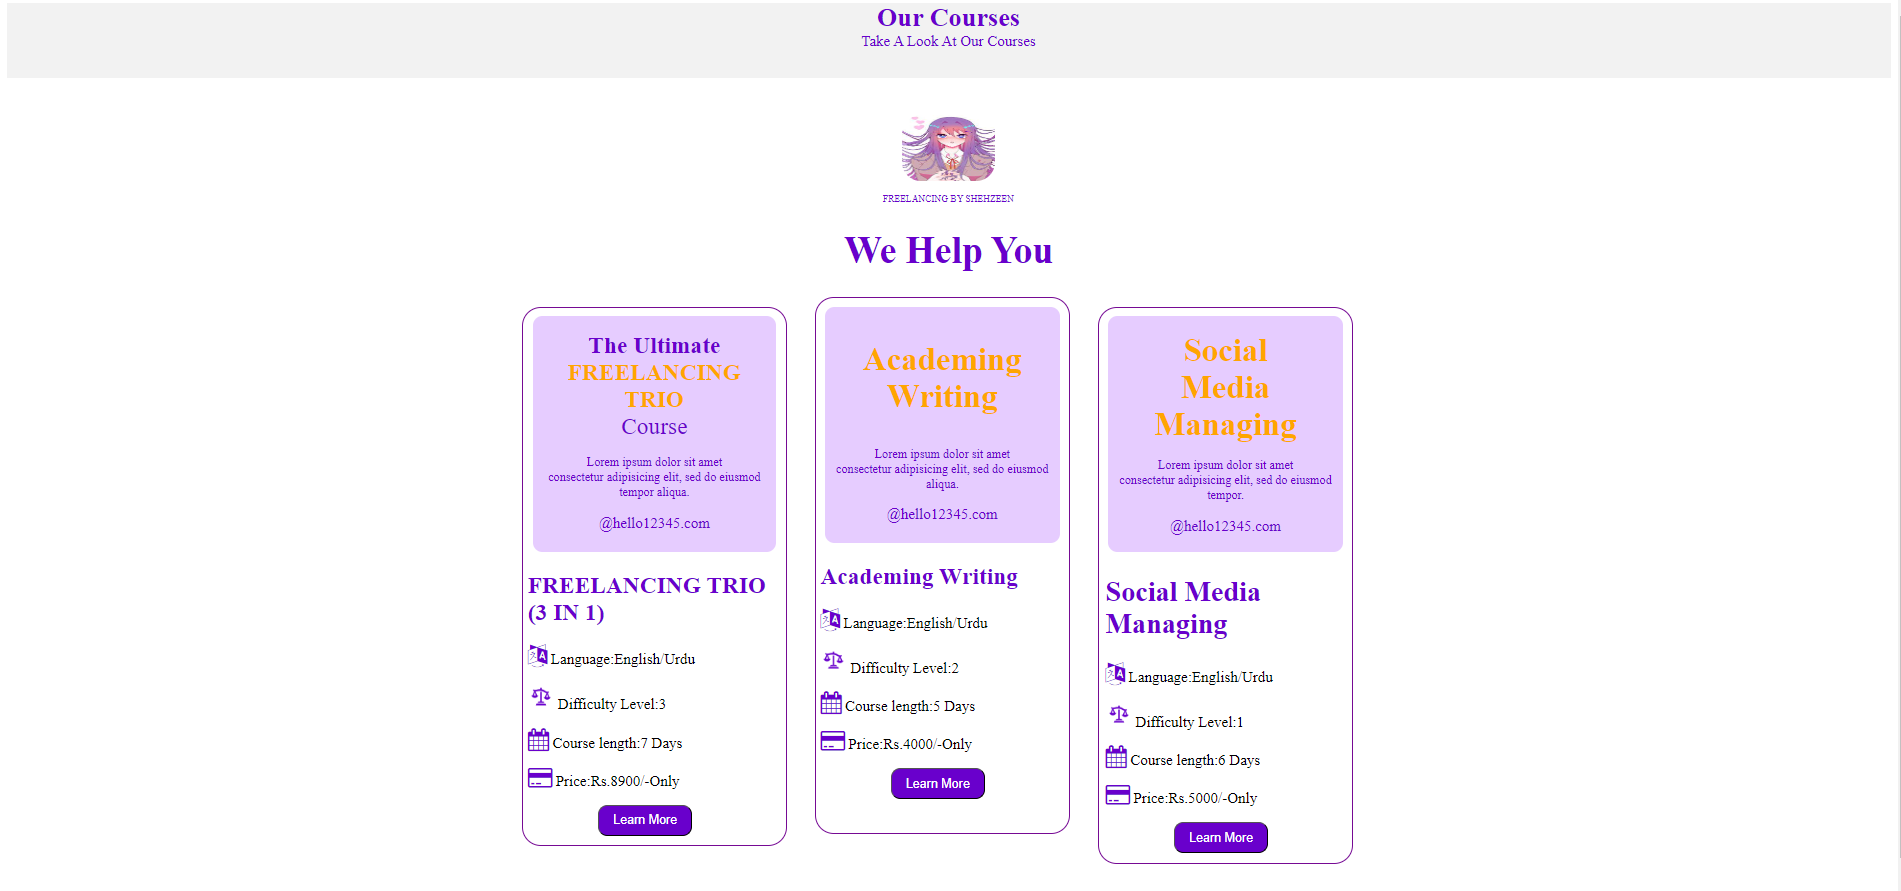 Our Courses
Take A Look At Our Courses
FREELANCING BY SHEHZEEN
We Help You
The Ultimate
FREELANCING
TRIO
Course
Lorem ipsum dolor sit amet
consectetur adipisicing elit, sed do eiusmod
tempor aliqua.
@hello12345.com
FREELANCING TRIO
(3 IN 1)
Language:English/Urdu
Difficulty Level:3
Course length:7 Days
Price:Rs.8900/-Only
Learn More
Academing
Writing
Lorem ipsum dolor sit amet
consectetur adipisicing elit, sed do eiusmod
aliqua.
@hello12345.com
Academing Writing
Language:English/Urdu
Difficulty Level:2
Course length:5 Days
Price:Rs.4000/-Only
Learn More
Social
Media
Managing
Lorem ipsum dolor sit amet
consectetur adipisicing elit, sed do eiusmod
tempor.
@hello12345.com
Social Media
Managing
Language:English/Urdu
Difficulty Level:1
Course length:6 Days
Price:Rs.5000/-Only
Learn More